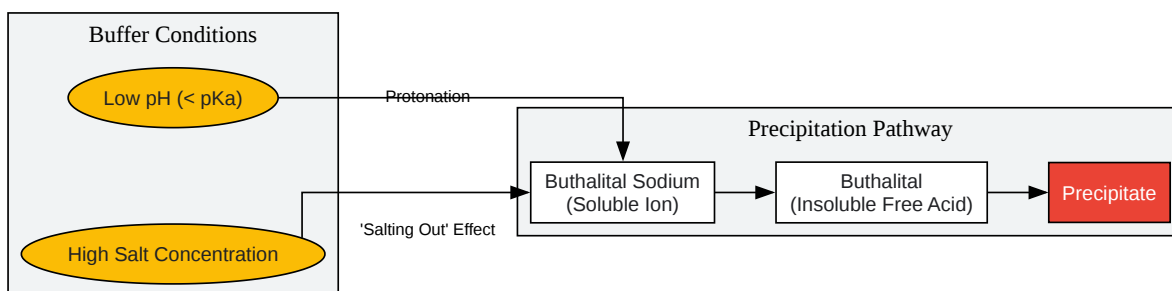 Buffer Conditions
Low pH (< pKa)
Protonation
Precipitation Pathway
Buthalital Sodium
(Soluble Ion)
Buthalital
(Insoluble Free Acid)
Precipitate
'Salting Out' Effect
High Salt Concentration